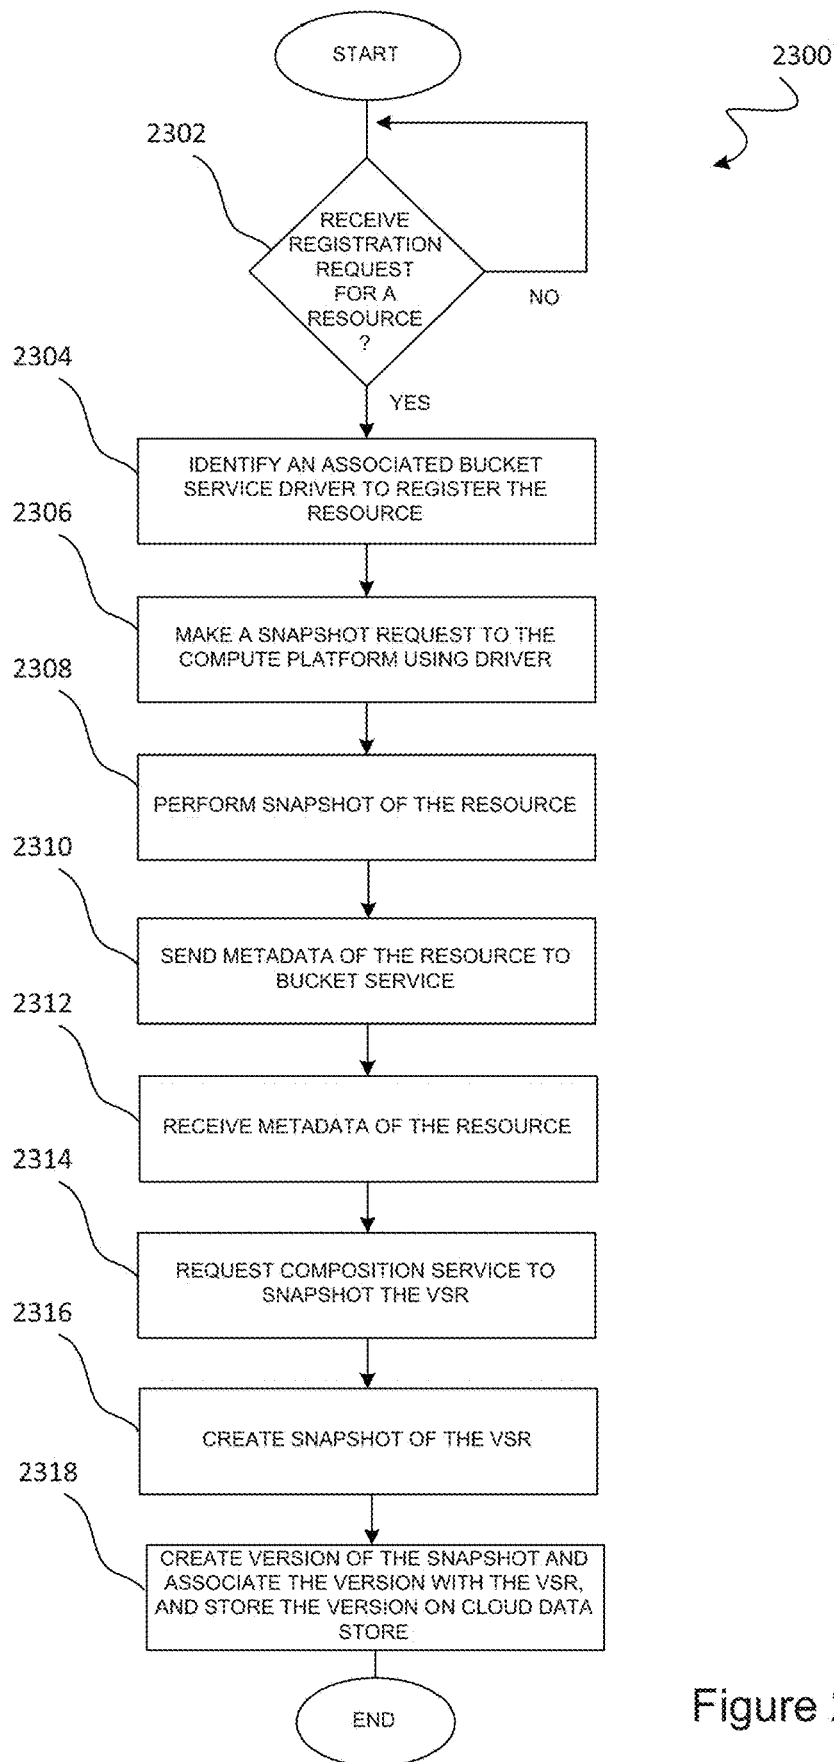 START
2300
2302
RECEIVE
REGISTRATION
REQUEST
FOR A
RESOURCE
?
NO
YES
2304
IDENTIFY AN ASSOCIATED BUCKET
SERVICE DRIVER TO REGISTER THE
RESOURCE
2306
MAKE A SNAPSHOT REQUEST TO THE
COMPUTE PLATFORM USING DRIVER
2308
PERFORM SNAPSHOT OF THE RESOURCE
2310
SEND METADATA OF THE RESOURCE TO
BUCKET SERVICE
2312
RECEIVE METADATA OF THE RESOURCE
2314
REQUEST COMPOSITION SERVICE TO
SNAPSHOT THE VSR
2316
CREATE SNAPSHOT OF THE VSR
2318
CREATE VERSION OF THE SNAPSHOT AND
ASSOCIATE THE VERSION WITH THE VSR,
AND STORE THE VERSION ON CLOUD DATA
STORE
END
Figure